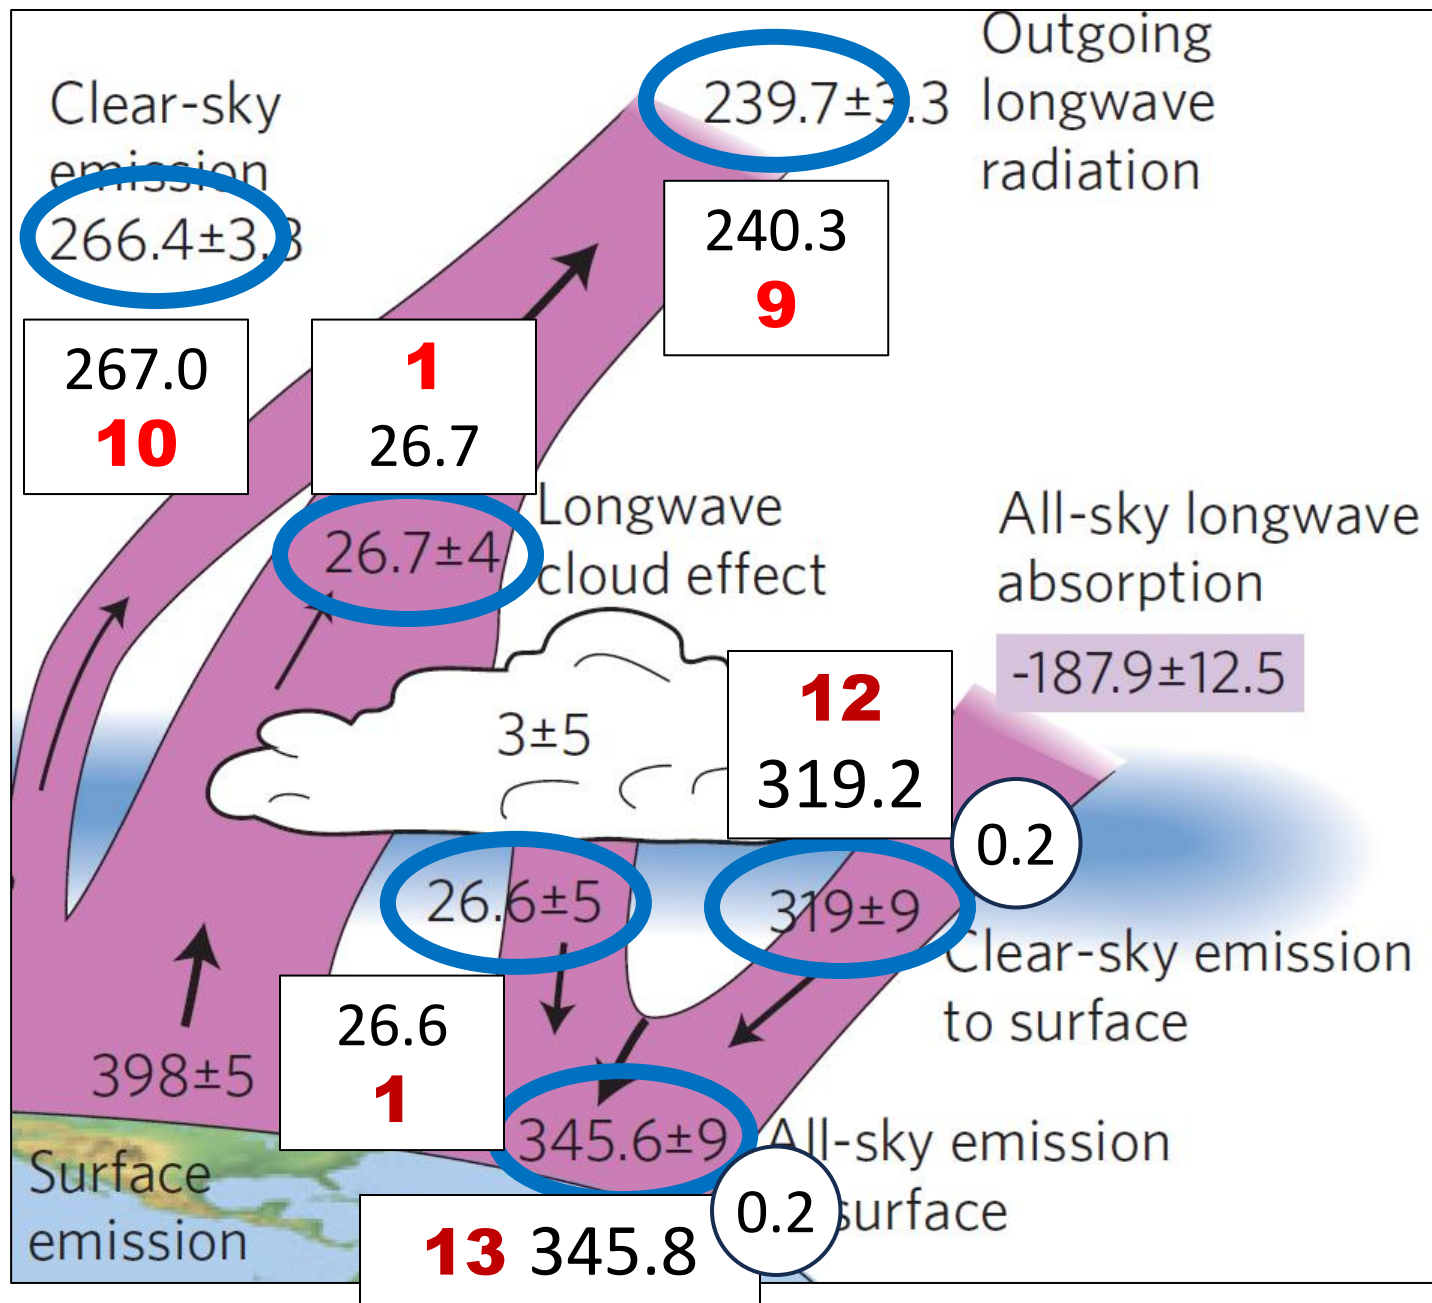 Clear-sky
emission
266.4±3.3
267.0
10
239.7±3.3
Outgoing
longwave
radiation
240.3
9
1
26.7
26.7±4
Longwave
cloud effect
All-sky longwave
absorption
-187.9±12.5
3±5
12
319.2
0.2
26.6±5
319±9
Clear-sky emission
to surface
26.6
1
398±5
345.6±9
All-sky emission
surface
0.2
Surface
emission
13 345.8